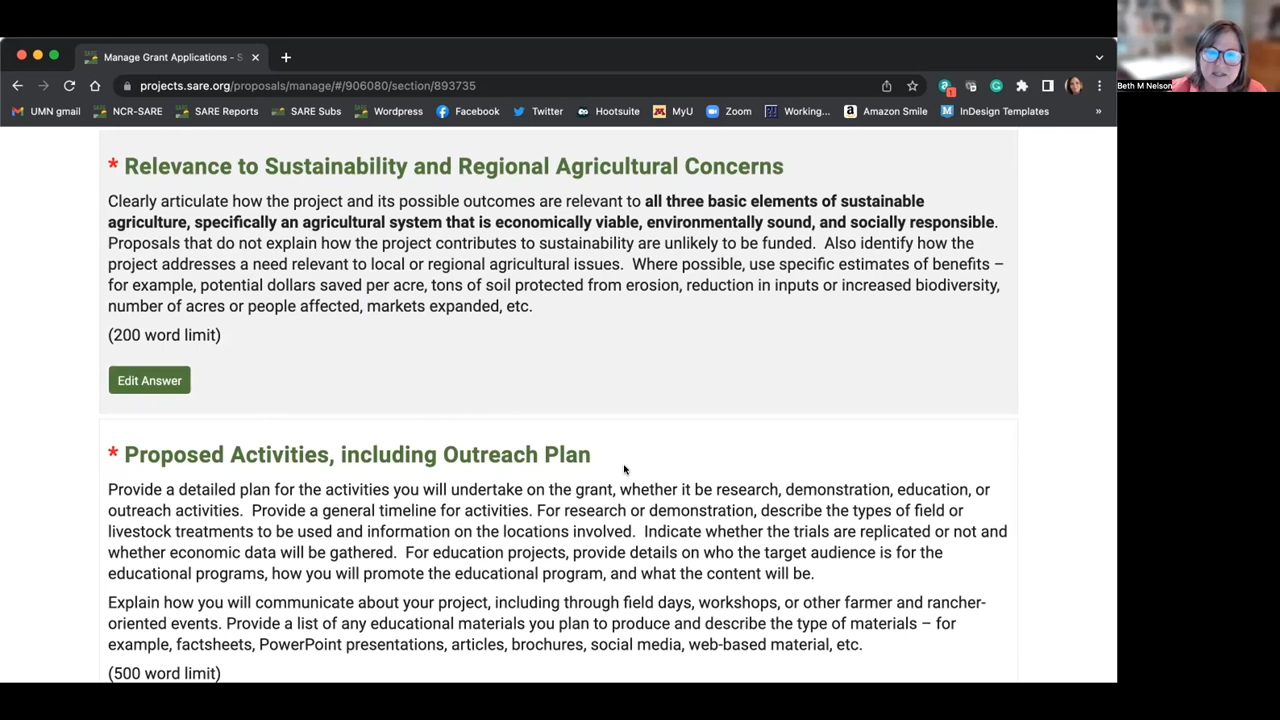 Manage Grant Applications - S
projects.sare.org/proposals/manage/#/906080/section/893735
UMN gmail NCR-SARE SARE Reports SARE Subs Wordpress Facebook Twitter Hootsuite MyU Zoom Working... Amazon Smile InDesign Templates »
Beth M Nelson
* Relevance to Sustainability and Regional Agricultural Concerns
Clearly articulate how the project and its possible outcomes are relevant to all three basic elements of sustainable
agriculture, specifically an agricultural system that is economically viable, environmentally sound, and socially responsible.
Proposals that do not explain how the project contributes to sustainability are unlikely to be funded. Also identify how the
project addresses a need relevant to local or regional agricultural issues. Where possible, use specific estimates of benefits –
for example, potential dollars saved per acre, tons of soil protected from erosion, reduction in inputs or increased biodiversity,
number of acres or people affected, markets expanded, etc.
(200 word limit)
Edit Answer
* Proposed Activities, including Outreach Plan
Provide a detailed plan for the activities you will undertake on the grant, whether it be research, demonstration, education, or
outreach activities. Provide a general timeline for activities. For research or demonstration, describe the types of field or
livestock treatments to be used and information on the locations involved. Indicate whether the trials are replicated or not and
whether economic data will be gathered. For education projects, provide details on who the target audience is for the
educational programs, how you will promote the educational program, and what the content will be.
Explain how you will communicate about your project, including through field days, workshops, or other farmer and rancher-
oriented events. Provide a list of any educational materials you plan to produce and describe the type of materials – for
example, factsheets, PowerPoint presentations, articles, brochures, social media, web-based material, etc.
(500 word limit)